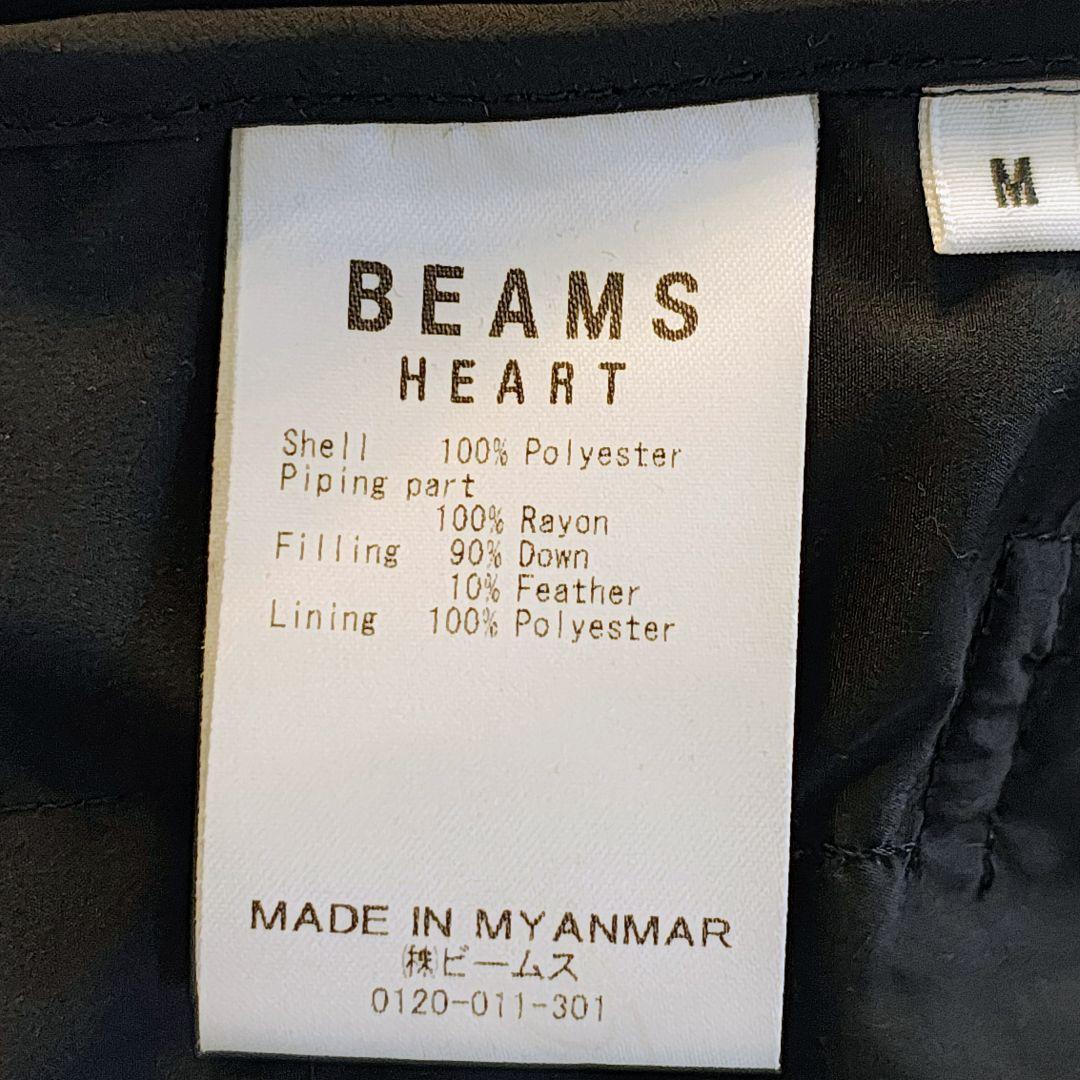 BEAMS
HEART
Shell 100% Polyester
Piping part
100% Rayon
Filling 90% Down
10% Feather
Lining 100% Polyester
MADE IN MYANMAR
㈱ビームス
0120-011-301
M